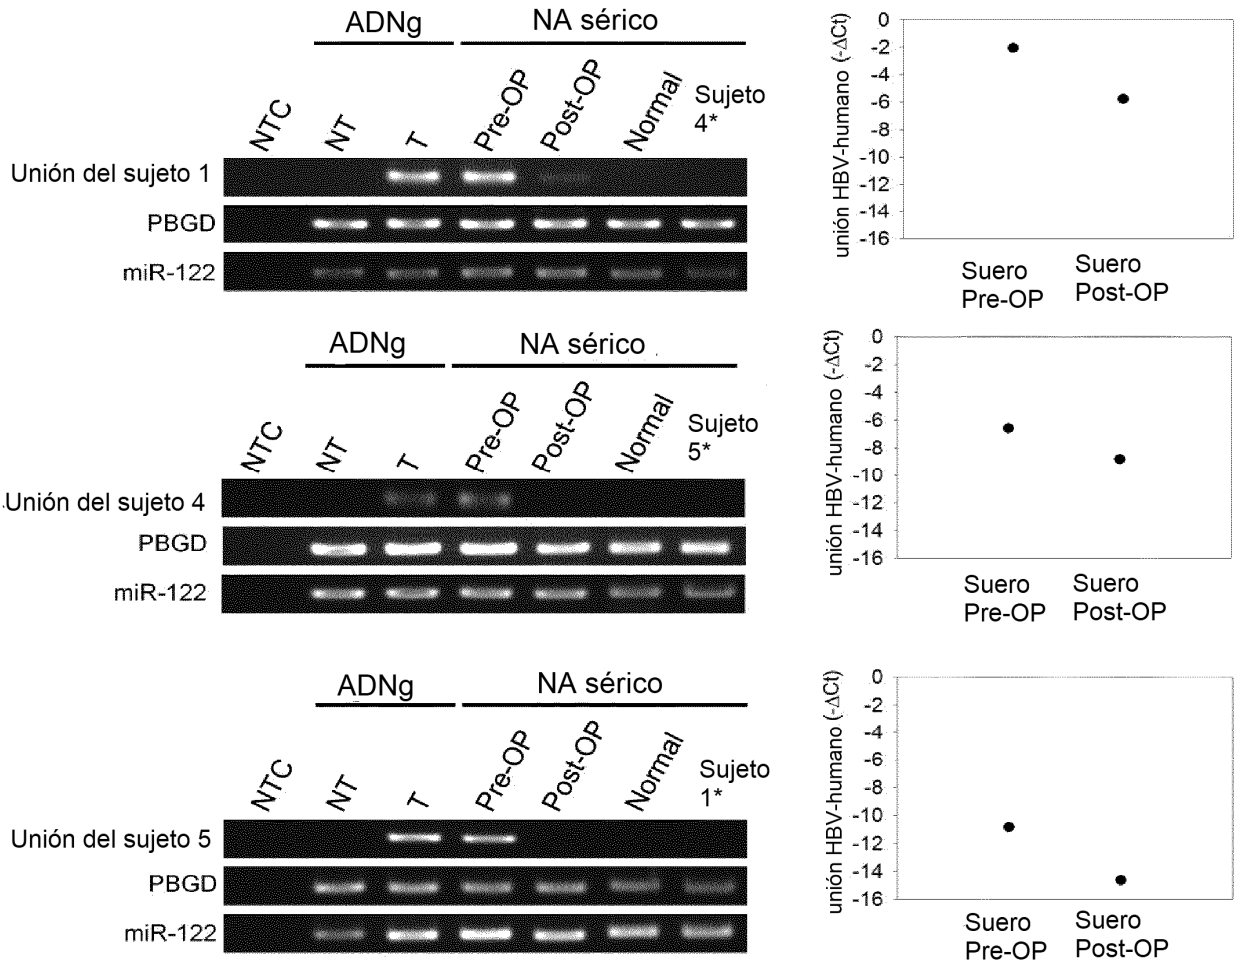 ADNg
NA sérico
NTC
NT
T
Pre-OP
Post-OP
Normal
Sujeto
4*
Unión del sujeto 1
PBGD
miR-122
unión HBV-humano (-ΔCt)
0
-2
-4
-6
-8
-10
-12
-14
-16
Suero
Pre-OP
Suero
Post-OP
ADNg
NA sérico
NTC
NT
T
Pre-OP
Post-OP
Normal
Sujeto
5*
Unión del sujeto 4
PBGD
miR-122
unión HBV-humano (-ΔCt)
0
-2
-4
-6
-8
-10
-12
-14
-16
Suero
Pre-OP
Suero
Post-OP
ADNg
NA sérico
NTC
NT
T
Pre-OP
Post-OP
Normal
Sujeto
1*
Unión del sujeto 5
PBGD
miR-122
unión HBV-humano (-ΔCt)
0
-2
-4
-6
-8
-10
-12
-14
-16
Suero
Pre-OP
Suero
Post-OP